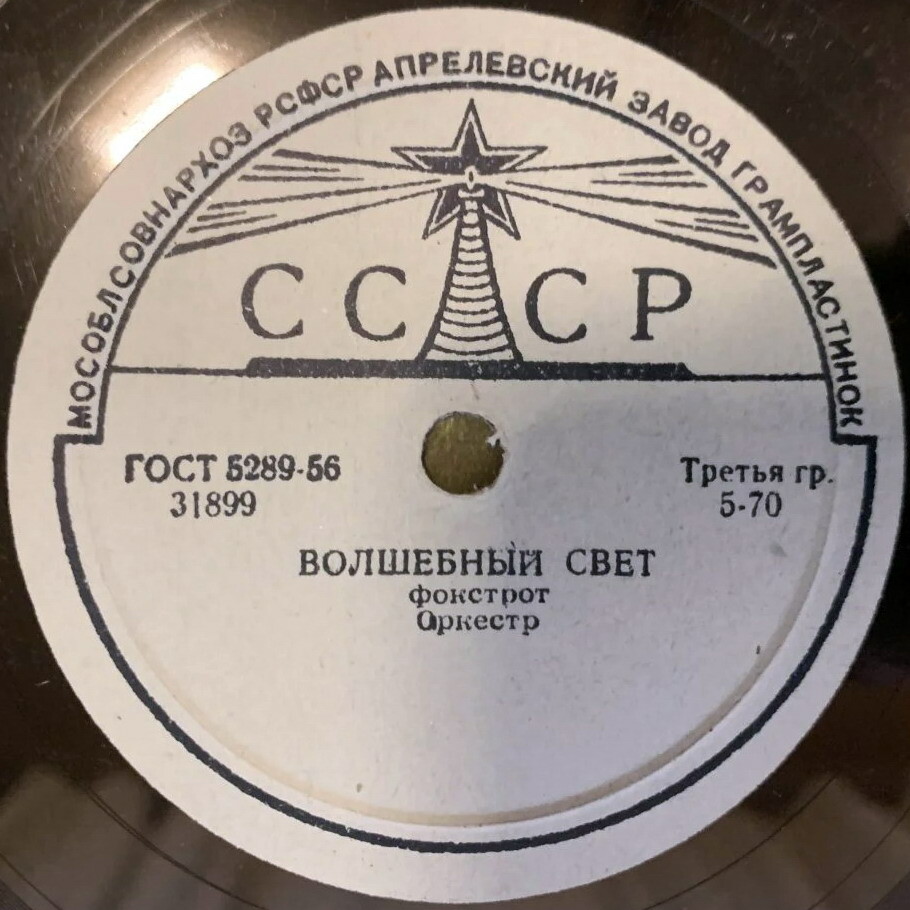 МОСОБЛСОВНАРХОЗ РСФСР АПРЕЛЕВСКИЙ ЗАВОД ГРАМПЛАСТИНОК
СССР
ГОСТ 5289-56
31899
Третья гр.
5-70
ВОЛШЕБНЫЙ СВЕТ
фокстрот
Оркестр